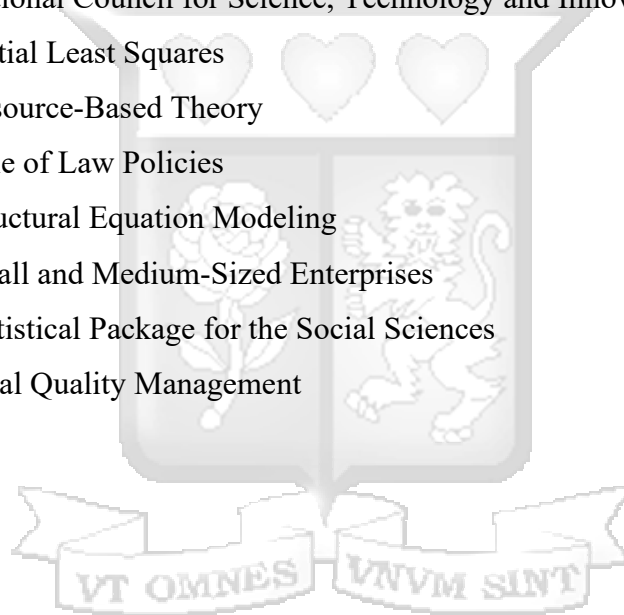 tional Council for Science, Technology and Innov
tial Least Squares
source-Based Theory
e of Law Policies
uctural Equation Modeling
all and Medium-Sized Enterprises
tistical Package for the Social Sciences
al Quality Management
VT OMNES VNVM SINT